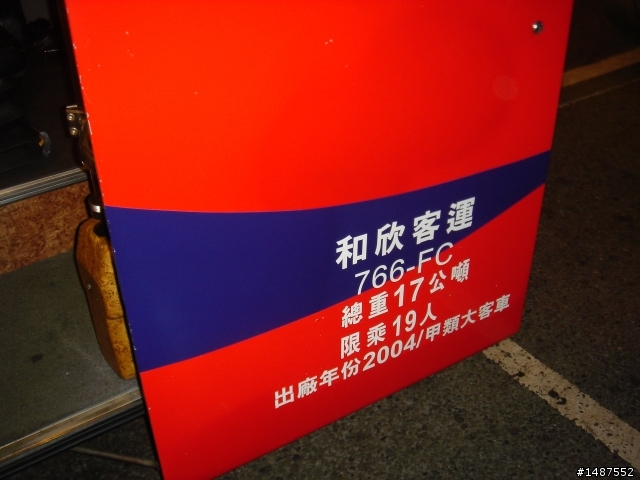 和欣客運
766-FC
總重17公噸
限乘19人
出廠年份2004/甲類大客車
#1487552